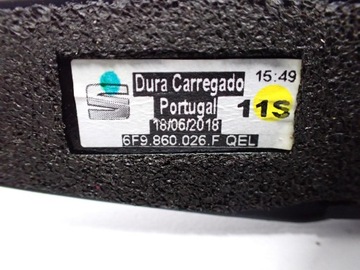 Dura Carregado 15:49
Portugal 11S
18/06/2018
6F9.860.026.F QEL